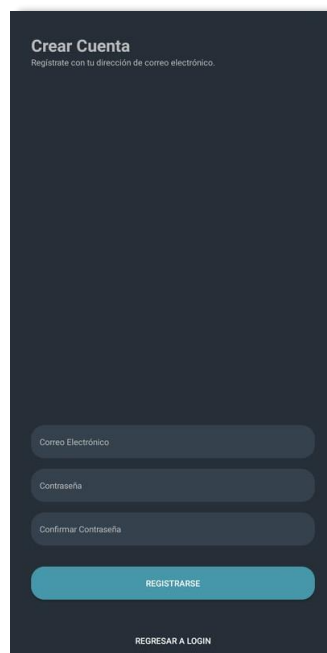 Crear Cuenta
Regístrate con tu dirección de correo electrónico.
Correo Electrónico
Contraseña
Confirmar Contraseña
REGISTRARSE
REGRESAR A LOGIN